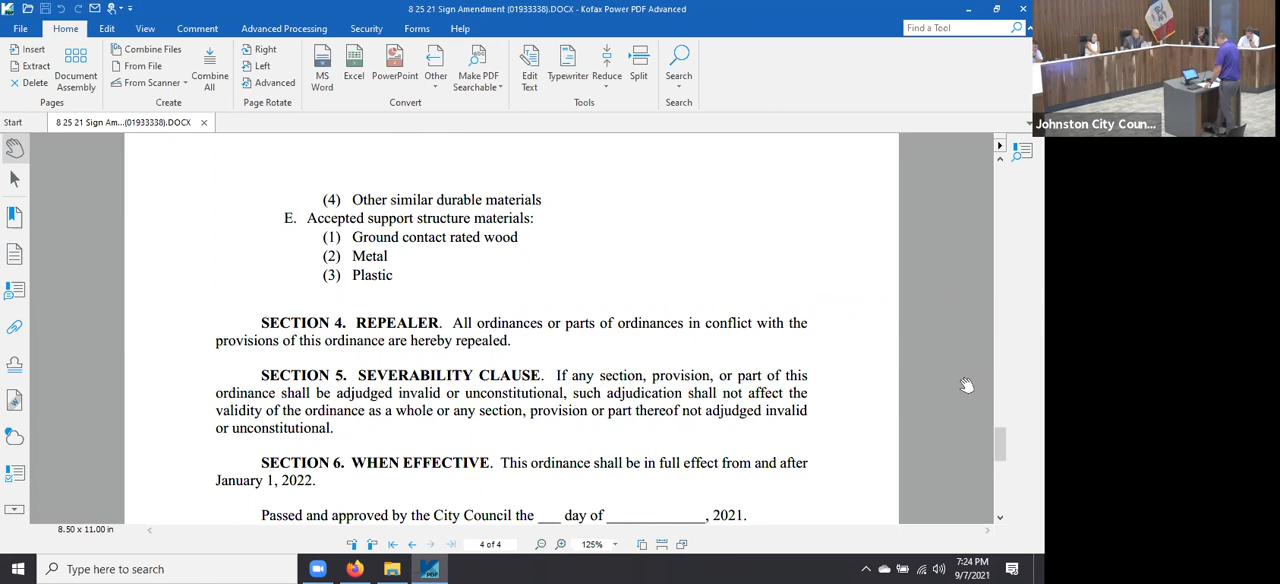 8 25 21 Sign Amendment (01933338).DOCX - Kofax Power PDF Advanced
File Home Edit View Comment Advanced Processing Security Forms Help Find a Tool
Insert
Extract
Delete
Document Assembly
Pages
Combine Files
From File
From Scanner
Combine All
Create
Right
Left
Advanced
Page Rotate
MS Word
Excel
PowerPoint
Other
Make PDF Searchable
Convert
Edit Text
Typewriter
Reduce
Split
Tools
Search
Search
Johnston City Coun...
Start 8 25 21 Sign Am...(01933338).DOCX
(4) Other similar durable materials
E. Accepted support structure materials:
(1) Ground contact rated wood
(2) Metal
(3) Plastic
SECTION 4. REPEALER. All ordinances or parts of ordinances in conflict with the
provisions of this ordinance are hereby repealed.
SECTION 5. SEVERABILITY CLAUSE. If any section, provision, or part of this
ordinance shall be adjudged invalid or unconstitutional, such adjudication shall not affect the
validity of the ordinance as a whole or any section, provision or part thereof not adjudged invalid
or unconstitutional.
SECTION 6. WHEN EFFECTIVE. This ordinance shall be in full effect from and after
January 1, 2022.
Passed and approved by the City Council the ___ day of _____________, 2021.
8.50 x 11.00 in
4 of 4 125%
Type here to search
7:24 PM
9/7/2021